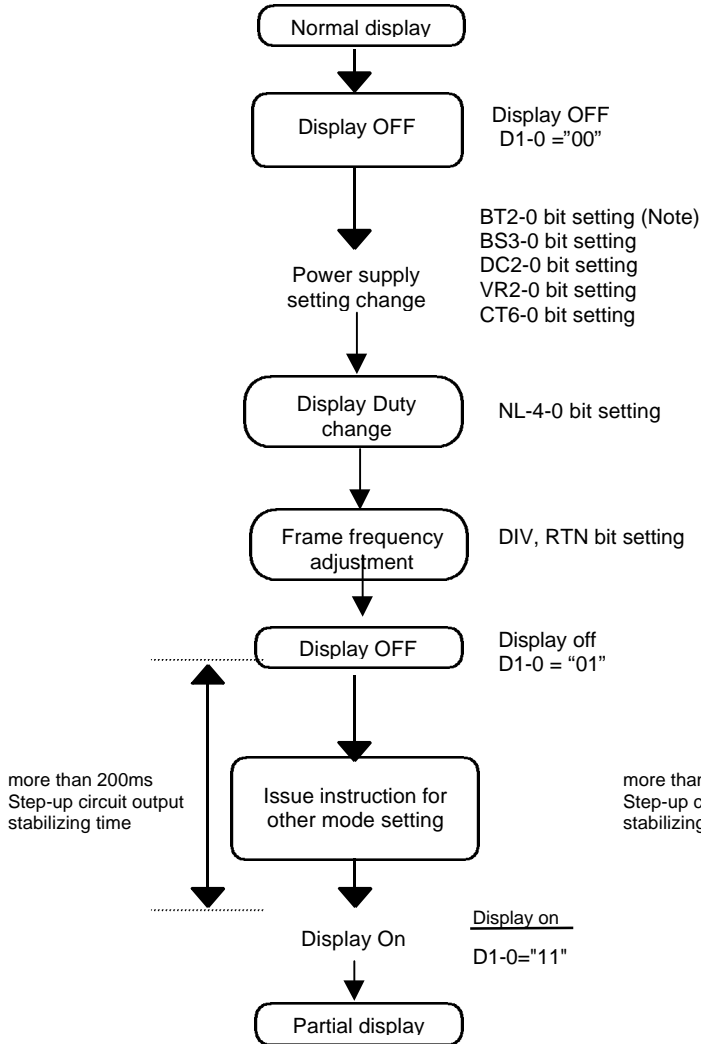 Normal display
Display OFF
Display OFF
D1-0 =”00”
BT2-0 bit setting (Note)
BS3-0 bit setting
DC2-0 bit setting
VR2-0 bit setting
CT6-0 bit setting
Power supply
setting change
Display Duty
change
NL-4-0 bit setting
Frame frequency
adjustment
DIV, RTN bit setting
Display OFF
Display off
D1-0 = “01”
more than 200ms
Step-up circuit output
stabilizing time
Issue instruction for
other mode setting
more than
Step-up
stabilizing
Display On
Display on
D1-0="11"
Partial display